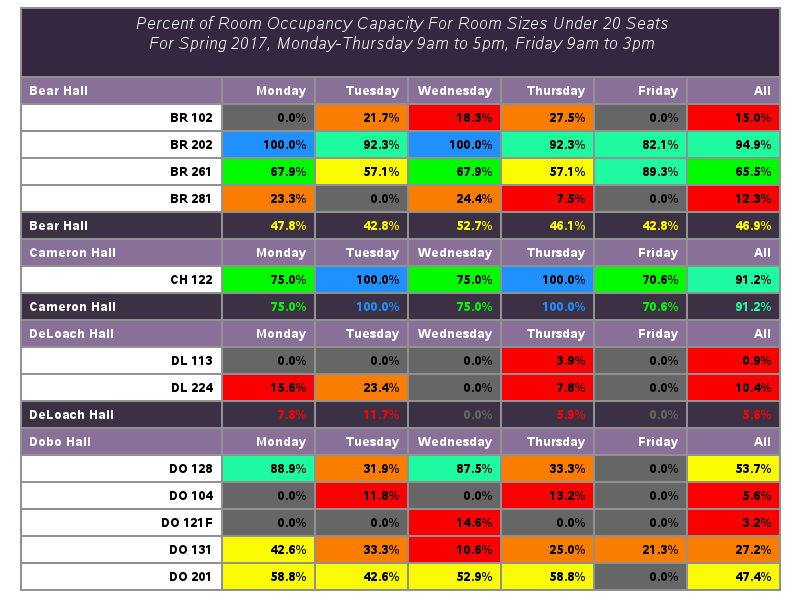 Percent of Room Occupancy Capacity For Room Sizes Under 20 Seats
For Spring 2017, Monday-Thursday 9am to 5pm, Friday 9am to 3pm
Bear Hall Monday Tuesday Wednesday Thursday Friday All
BR 102 0.0% 21.7% 18.3% 27.5% 0.0% 15.0%
BR 202 100.0% 92.3% 100.0% 92.3% 82.1% 94.9%
BR 261 67.9% 57.1% 67.9% 57.1% 89.3% 65.5%
BR 281 23.3% 0.0% 24.4% 7.5% 0.0% 12.3%
Bear Hall 47.8% 42.8% 52.7% 46.1% 42.8% 46.9%
Cameron Hall Monday Tuesday Wednesday Thursday Friday All
CH 122 75.0% 100.0% 75.0% 100.0% 70.6% 91.2%
Cameron Hall 75.0% 100.0% 75.0% 100.0% 70.6% 91.2%
DeLoach Hall Monday Tuesday Wednesday Thursday Friday All
DL 113 0.0% 0.0% 0.0% 3.9% 0.0% 0.9%
DL 224 15.6% 23.4% 0.0% 7.8% 0.0% 10.4%
DeLoach Hall 7.8% 11.7% 0.0% 5.9% 0.0% 5.6%
Dobo Hall Monday Tuesday Wednesday Thursday Friday All
DO 128 88.9% 31.9% 87.5% 33.3% 0.0% 53.7%
DO 104 0.0% 11.8% 0.0% 13.2% 0.0% 5.6%
DO 121F 0.0% 0.0% 14.6% 0.0% 0.0% 3.2%
DO 131 42.6% 33.3% 10.6% 25.0% 21.3% 27.2%
DO 201 58.8% 42.6% 52.9% 58.8% 0.0% 47.4%